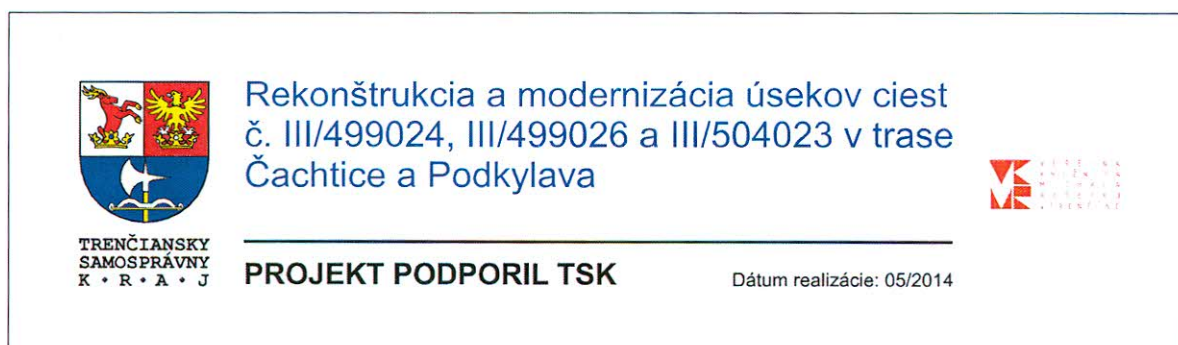 Rekonštrukcia a modernizácia úsekov ciest
č. III/499024, III/499026 a III/504023 v trase
Čachtice a Podkylava
TRENČIANSKY
SAMOSPRÁVNY
K • R • A • J
PROJEKT PODPORIL TSK
Dátum realizácie: 05/2014